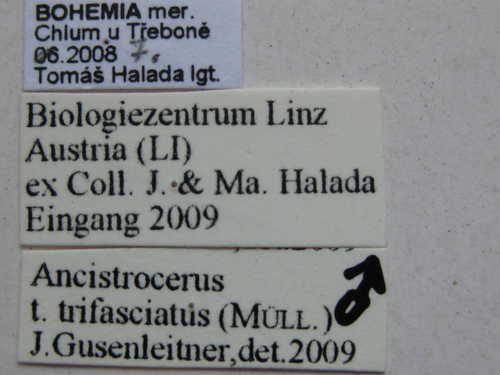 BOHEMIA mer.
Chlum u Třeboně
06.2008 7.
Tomáš Halada lgt.
Biologiezentrum Linz
Austria (LI)
ex Coll. J. & Ma. Halada
Eingang 2009
Ancistrocerus
t. trifasciatus (MÜLL.) ♂
J.Gusenleitner,det.2009